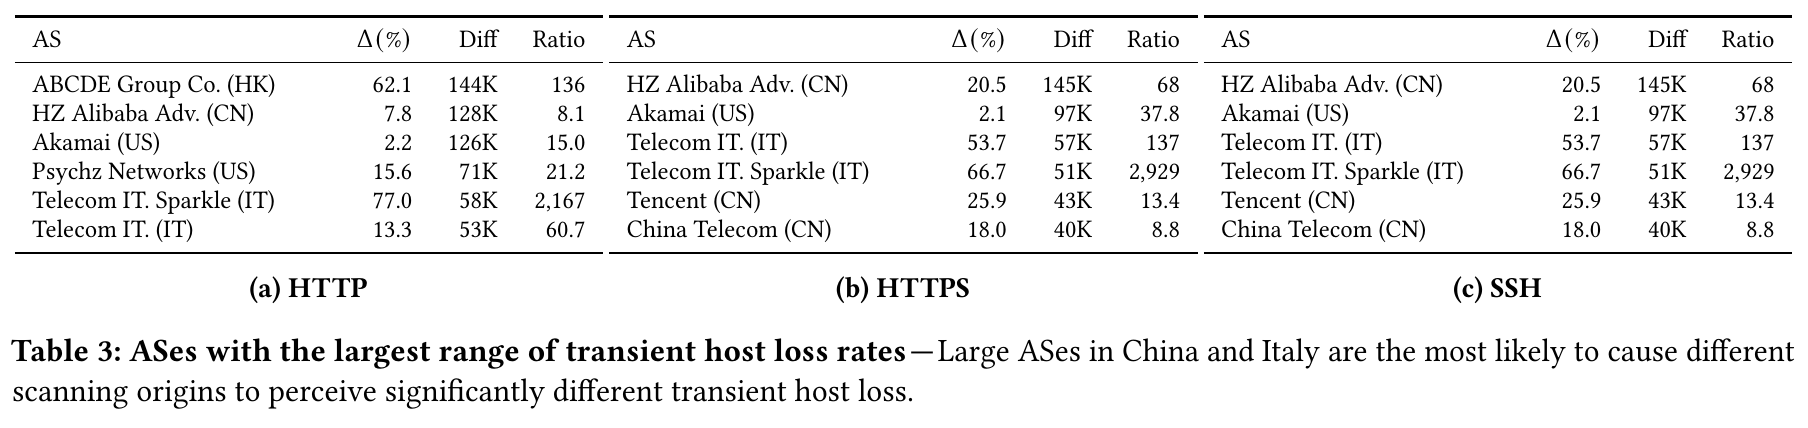 AS Δ(%) Diff Ratio
ABCDE Group Co. (HK) 62.1 144K 136
HZ Alibaba Adv. (CN) 7.8 128K 8.1
Akamai (US) 2.2 126K 15.0
Psychz Networks (US) 15.6 71K 21.2
Telecom IT. Sparkle (IT) 77.0 58K 2,167
Telecom IT. (IT) 13.3 53K 60.7
(a) HTTP
AS Δ(%) Diff Ratio
HZ Alibaba Adv. (CN) 20.5 145K 68
Akamai (US) 2.1 97K 37.8
Telecom IT. (IT) 53.7 57K 137
Telecom IT. Sparkle (IT) 66.7 51K 2,929
Tencent (CN) 25.9 43K 13.4
China Telecom (CN) 18.0 40K 8.8
(b) HTTPS
AS Δ(%) Diff Ratio
HZ Alibaba Adv. (CN) 20.5 145K 68
Akamai (US) 2.1 97K 37.8
Telecom IT. (IT) 53.7 57K 137
Telecom IT. Sparkle (IT) 66.7 51K 2,929
Tencent (CN) 25.9 43K 13.4
China Telecom (CN) 18.0 40K 8.8
(c) SSH
Table 3: ASes with the largest range of transient host loss rates—Large ASes in China and Italy are the most likely to cause different
scanning origins to perceive significantly different transient host loss.